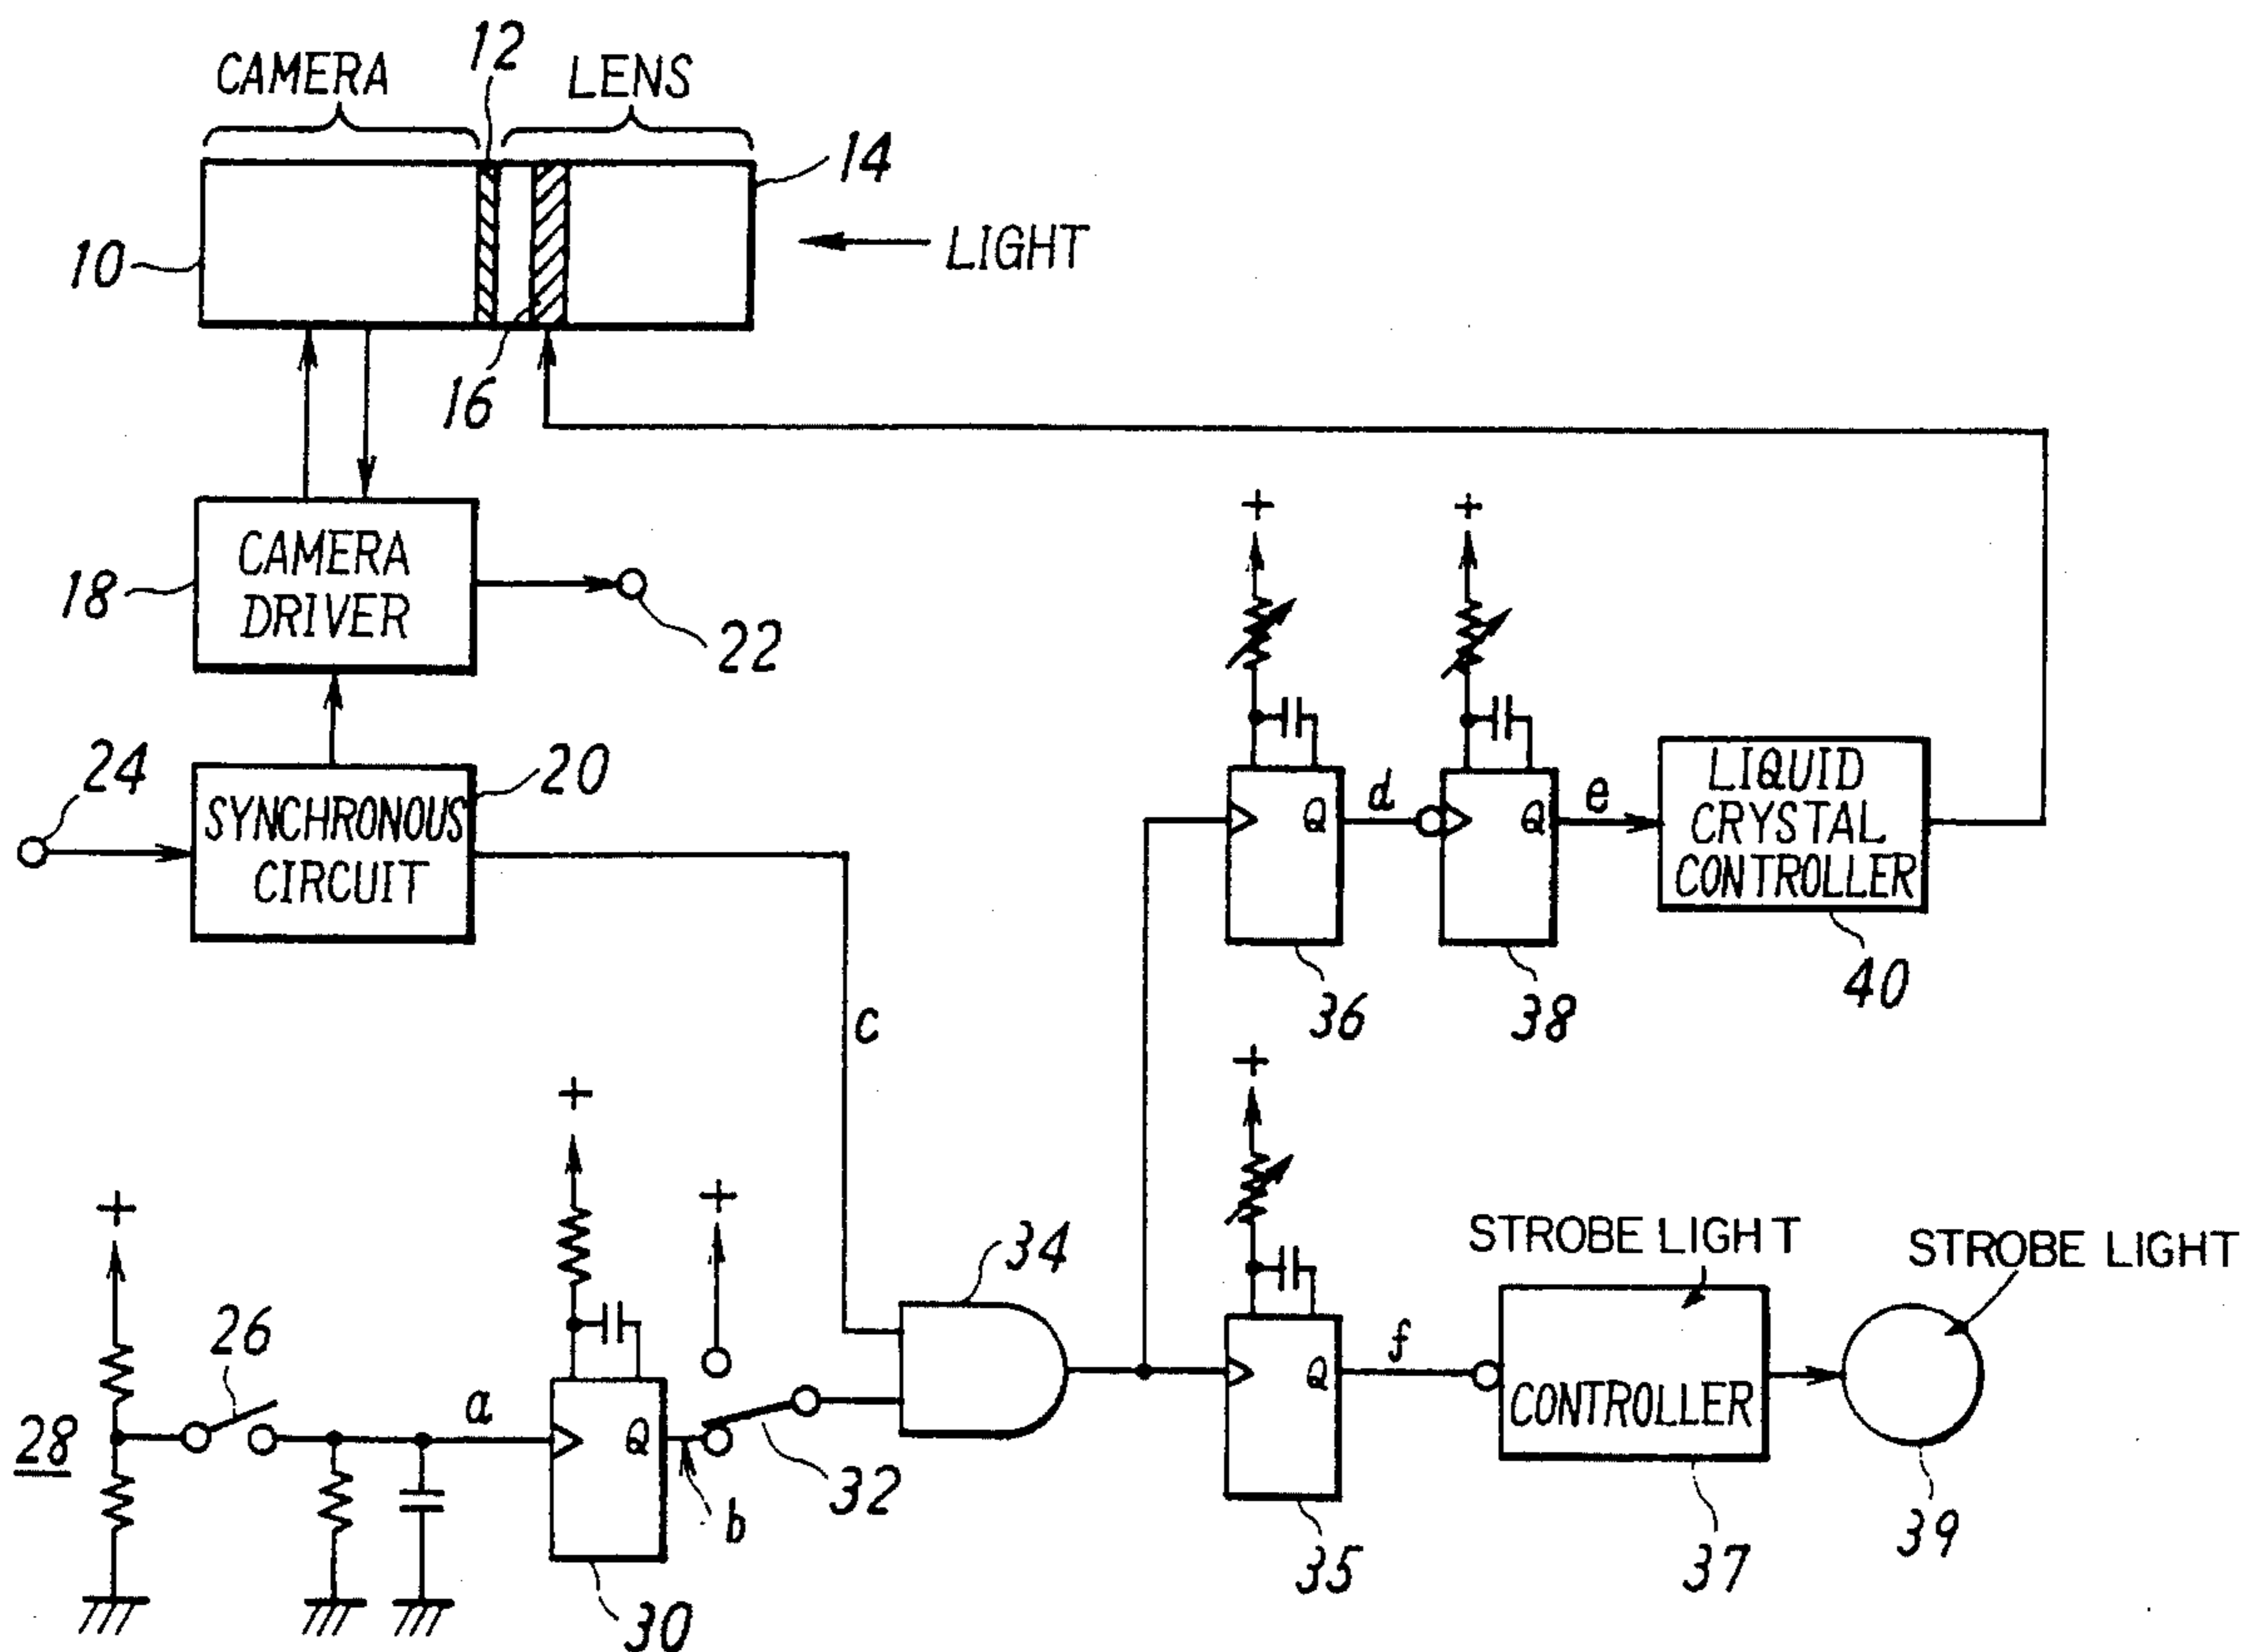 CAMERA
12
LENS
14
10
LIGHT
16
18
CAMERA
DRIVER
22
24
20
SYNCHRONOUS
CIRCUIT
c
+
+
Q
d
Q
e
LIQUID
CRYSTAL
CONTROLLER
36
38
40
+
28
26
a
+
Q
30
b
+
32
34
+
Q
35
f
STROBE LIGHT
CONTROLLER
37
STROBE LIGHT
39